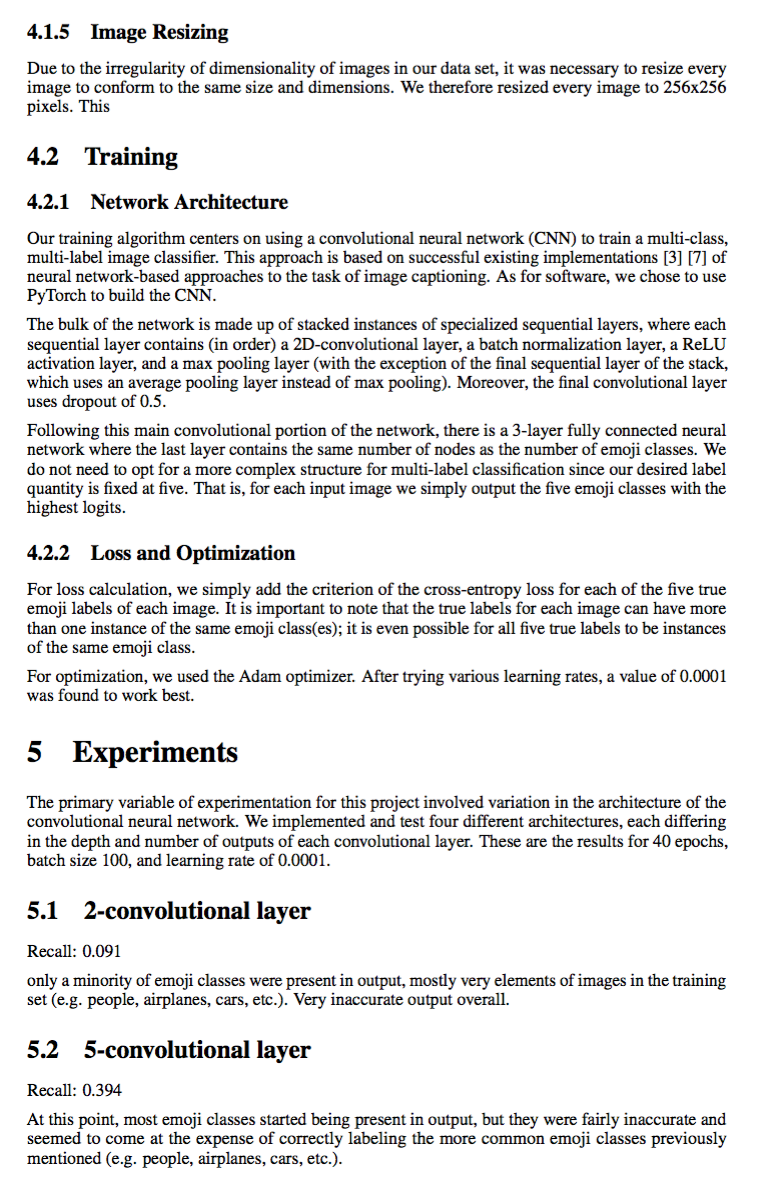 4.1.5 Image Resizing
Due to the irregularity of dimensionality of images in our data set, it was necessary to resize every
image to conform to the same size and dimensions. We therefore resized every image to 256x256
pixels. This
4.2 Training
4.2.1 Network Architecture
Our training algorithm centers on using a convolutional neural network (CNN) to train a multi-class,
multi-label image classifier. This approach is based on successful existing implementations [3] [7] of
neural network-based approaches to the task of image captioning. As for software, we chose to use
PyTorch to build the CNN.
The bulk of the network is made up of stacked instances of specialized sequential layers, where each
sequential layer contains (in order) a 2D-convolutional layer, a batch normalization layer, a ReLU
activation layer, and a max pooling layer (with the exception of the final sequential layer of the stack,
which uses an average pooling layer instead of max pooling). Moreover, the final convolutional layer
uses dropout of 0.5.
Following this main convolutional portion of the network, there is a 3-layer fully connected neural
network where the last layer contains the same number of nodes as the number of emoji classes. We
do not need to opt for a more complex structure for multi-label classification since our desired label
quantity is fixed at five. That is, for each input image we simply output the five emoji classes with the
highest logits.
4.2.2 Loss and Optimization
For loss calculation, we simply add the criterion of the cross-entropy loss for each of the five true
emoji labels of each image. It is important to note that the true labels for each image can have more
than one instance of the same emoji class(es); it is even possible for all five true labels to be instances
of the same emoji class.
For optimization, we used the Adam optimizer. After trying various learning rates, a value of 0.0001
was found to work best.
5 Experiments
The primary variable of experimentation for this project involved variation in the architecture of the
convolutional neural network. We implemented and test four different architectures, each differing
in the depth and number of outputs of each convolutional layer. These are the results for 40 epochs,
batch size 100, and learning rate of 0.0001.
5.1 2-convolutional layer
Recall: 0.091
only a minority of emoji classes were present in output, mostly very elements of images in the training
set (e.g. people, airplanes, cars, etc.). Very inaccurate output overall.
5.2 5-convolutional layer
Recall: 0.394
At this point, most emoji classes started being present in output, but they were fairly inaccurate and
seemed to come at the expense of correctly labeling the more common emoji classes previously
mentioned (e.g. people, airplanes, cars, etc.).